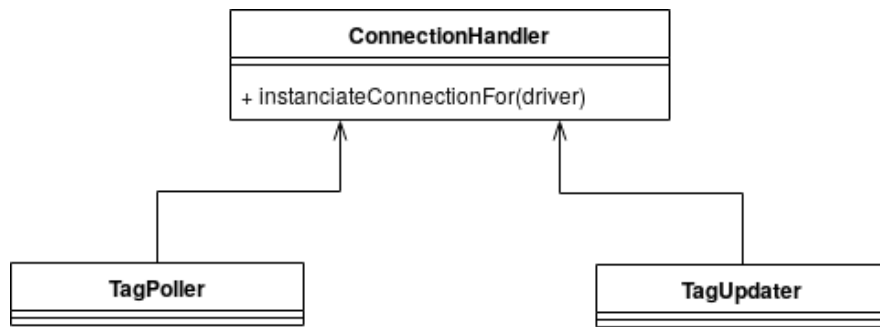 ConnectionHandler
+ instanciateConnectionFor(driver)
TagPoller
TagUpdater